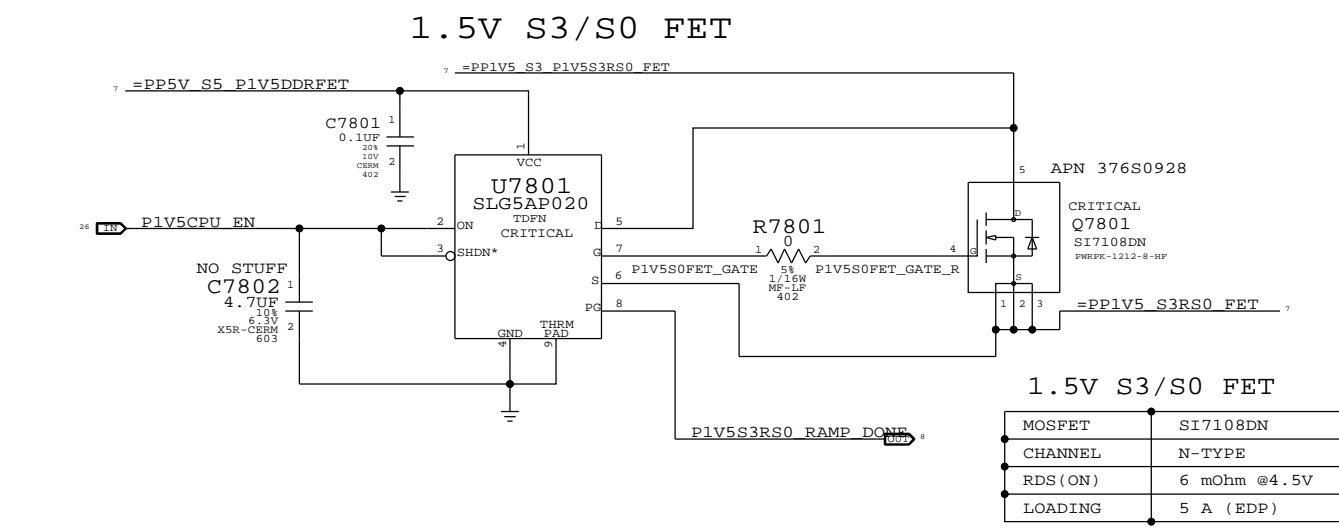 1.5V S3/S0 FET
7 =PP1V5_S3_P1V5S3RS0_FET
7 =PP5V_S5_P1V5DDRFET
C7801 1
0.1UF
20%
10V
CERM 2
402
1
VCC
U7801
SLG5AP020
TDFN
CRITICAL
26 IN P1V5CPU_EN
2 ON
3 SHDN*
D 5
G 7
S 6
PG 8
GND
4
THRM
PAD
9
NO STUFF
C7802 1
4.7UF
10%
6.3V
X5R-CERM 2
603
P1V5S0FET_GATE
R7801
0
1 2
5%
1/16W
MF-LF
402
P1V5S0FET_GATE_R
5 APN 376S0928
D
CRITICAL
Q7801
SI7108DN
PWRPK-1212-8-HF
4 G
S
1 2 3
=PP1V5_S3RS0_FET 7
P1V5S3RS0_RAMP_DONE OUT 8
1.5V S3/S0 FET
MOSFET SI7108DN
CHANNEL N-TYPE
RDS(ON) 6 mOhm @4.5V
LOADING 5 A (EDP)